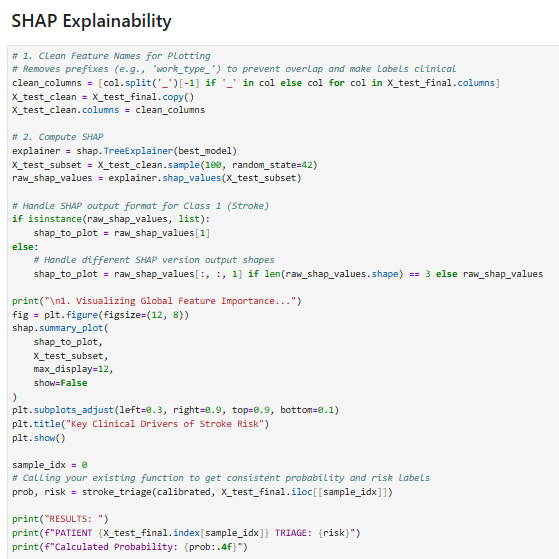 SHAP Explainability
# 1. Clean Feature Names for Plotting
# Removes prefixes (e.g., 'work_type_') to prevent overlap and make labels clinical
clean_columns = [col.split('_')[-1] if '_' in col else col for col in X_test_final.columns]
X_test_clean = X_test_final.copy()
X_test_clean.columns = clean_columns
# 2. Compute SHAP
explainer = shap.TreeExplainer(best_model)
X_test_subset = X_test_clean.sample(100, random_state=42)
raw_shap_values = explainer.shap_values(X_test_subset)
# Handle SHAP output format for Class 1 (Stroke)
if isinstance(raw_shap_values, list):
    shap_to_plot = raw_shap_values[1]
else:
    # Handle different SHAP version output shapes
    shap_to_plot = raw_shap_values[:, :, 1] if len(raw_shap_values.shape) == 3 else raw_shap_values
print("\n1. Visualizing Global Feature Importance...")
fig = plt.figure(figsize=(12, 8))
shap.summary_plot(
    shap_to_plot,
    X_test_subset,
    max_display=12,
    show=False
)
plt.subplots_adjust(left=0.3, right=0.9, top=0.9, bottom=0.1)
plt.title("Key Clinical Drivers of Stroke Risk")
plt.show()
sample_idx = 0
# Calling your existing function to get consistent probability and risk labels
prob, risk = stroke_triage(calibrated, X_test_final.iloc[[sample_idx]])
print("RESULTS: ")
print(f"PATIENT {X_test_final.index[sample_idx]} TRIAGE: {risk}")
print(f"Calculated Probability: {prob:.4f}")